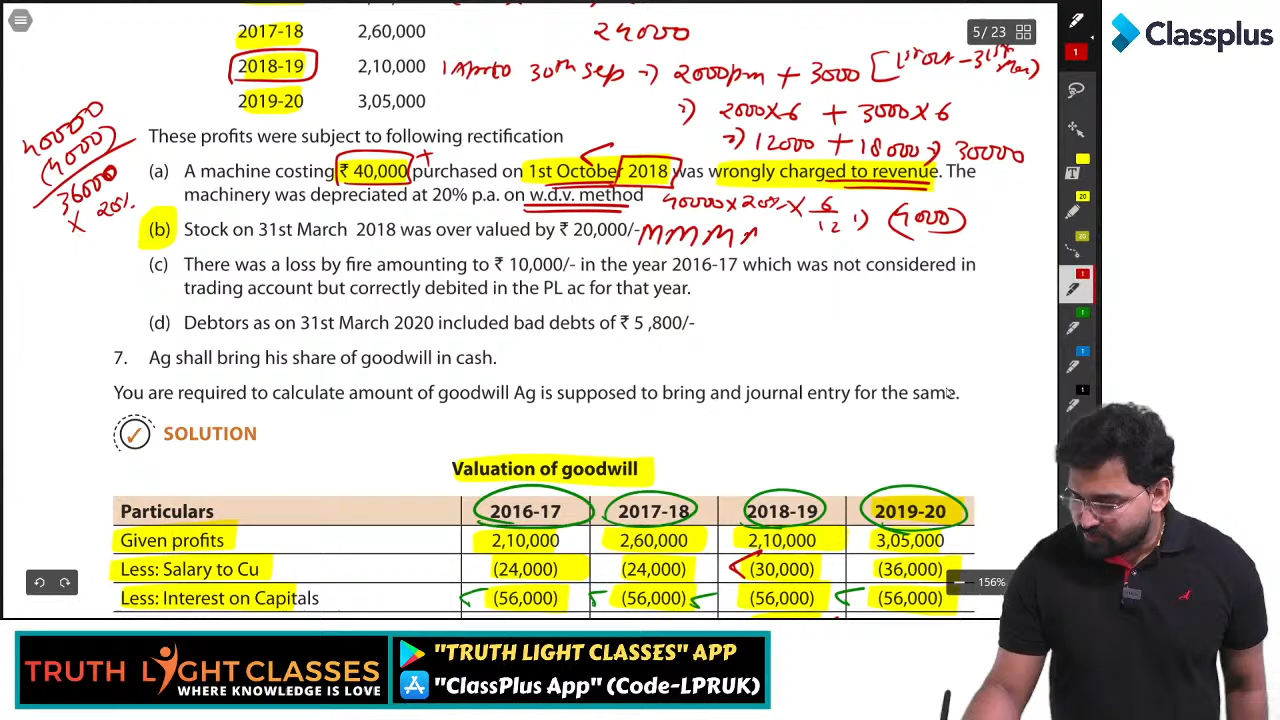 2017-18 2,60,000 24000
5 / 23
Classplus
2018-19 2,10,000 1 Apr to 30th Sep => 2000pm + 3000 [1st Oct - 31st Mar]
2019-20 3,05,000 => 2000 x 6 + 3000 x 6
These profits were subject to following rectification => 12000 + 18000 => 30000
400000
(4000)
36000
x 20%
(a) A machine costing ₹ 40,000 + purchased on 1st October 2018 was wrongly charged to revenue. The
machinery was depreciated at 20% p.a. on w.d.v. method 40000 x 20% x 6/12 => (4000)
(b) Stock on 31st March 2018 was over valued by ₹ 20,000/-
(c) There was a loss by fire amounting to ₹ 10,000/- in the year 2016-17 which was not considered in
trading account but correctly debited in the PL ac for that year.
(d) Debtors as on 31st March 2020 included bad debts of ₹ 5 ,800/-
7. Ag shall bring his share of goodwill in cash.
You are required to calculate amount of goodwill Ag is supposed to bring and journal entry for the same.
SOLUTION
Valuation of goodwill
Particulars 2016-17 2017-18 2018-19 2019-20
Given profits 2,10,000 2,60,000 2,10,000 3,05,000
Less: Salary to Cu (24,000) (24,000) (30,000) (36,000)
Less: Interest on Capitals (56,000) (56,000) (56,000) (56,000)
156%
TRUTH LIGHT CLASSES
WHERE KNOWLEDGE IS LOVE
"TRUTH LIGHT CLASSES" APP
"ClassPlus App" (Code-LPRUK)